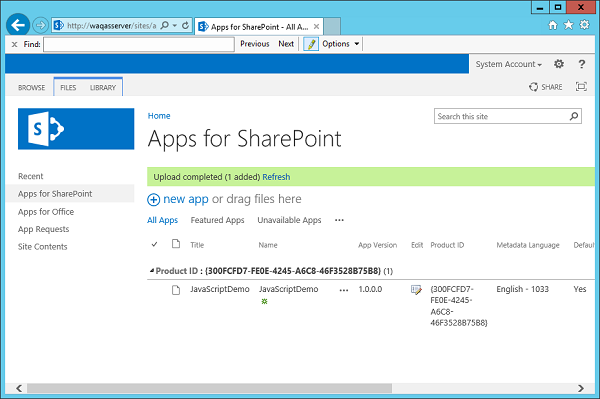 http://waqasserver/sites/a
Apps for SharePoint - All A...
x Find: Previous Next Options
System Account
BROWSE FILES LIBRARY SHARE
Home
Search this site
Apps for SharePoint
Recent
Apps for SharePoint
Apps for Office
App Requests
Site Contents
Upload completed (1 added) Refresh
new app or drag files here
All Apps Featured Apps Unavailable Apps ...
Title Name App Version Edit Product ID Metadata Language Default
Product ID : {300FCFD7-FE0E-4245-A6C8-46F3528B75B8} (1)
JavaScriptDemo JavaScriptDemo ... 1.0.0.0 {300FCFD7- English - 1033 Yes
FE0E-4245-
A6C8-
46F3528B75B8}